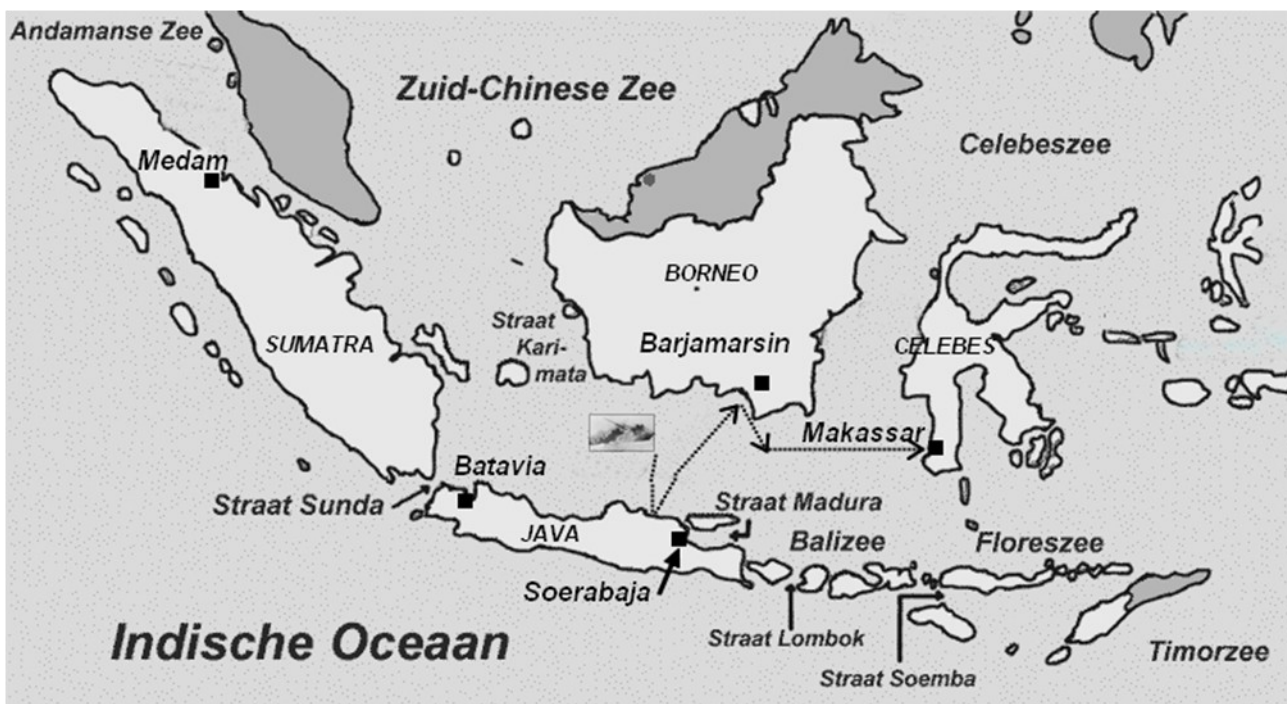 Andamanse Zee
Zuid-Chinese Zee
Celebeszee
Medam
BORNEO
Straat
Kari-
mata
SUMATRA
Barjamarsin
CELEBES
Makassar
Batavia
Straat Sunda
Straat Madura
JAVA
Balizee
Floreszee
Soerabaja
Indische Oceaan
Straat Lombok
Straat Soemba
Timorzee